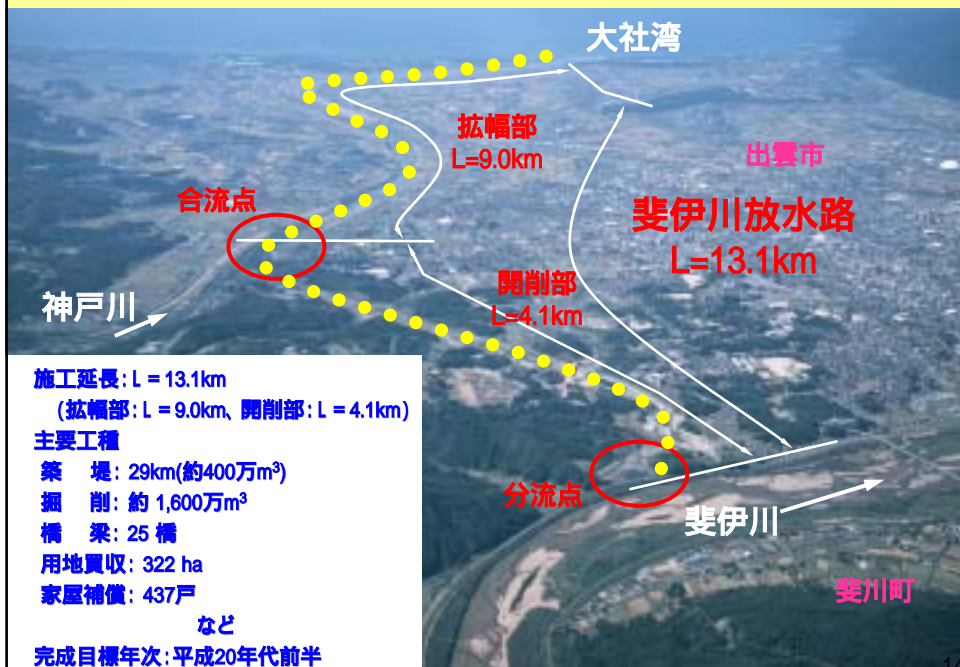 大社湾
拡幅部
L=9.0km
出雲市
合流点
斐伊川放水路
L=13.1km
開削部
L=4.1km
神戸川
施工延長：L = 13.1km
（拡幅部：L = 9.0km、開削部：L = 4.1km）
主要工種
築　堤：29km(約400万m³)
掘　削：約 1,600万m³
橋　梁：25 橋
用地買収：322 ha
家屋補償：437戸
など
完成目標年次：平成20年代前半
分流点
斐伊川
斐川町